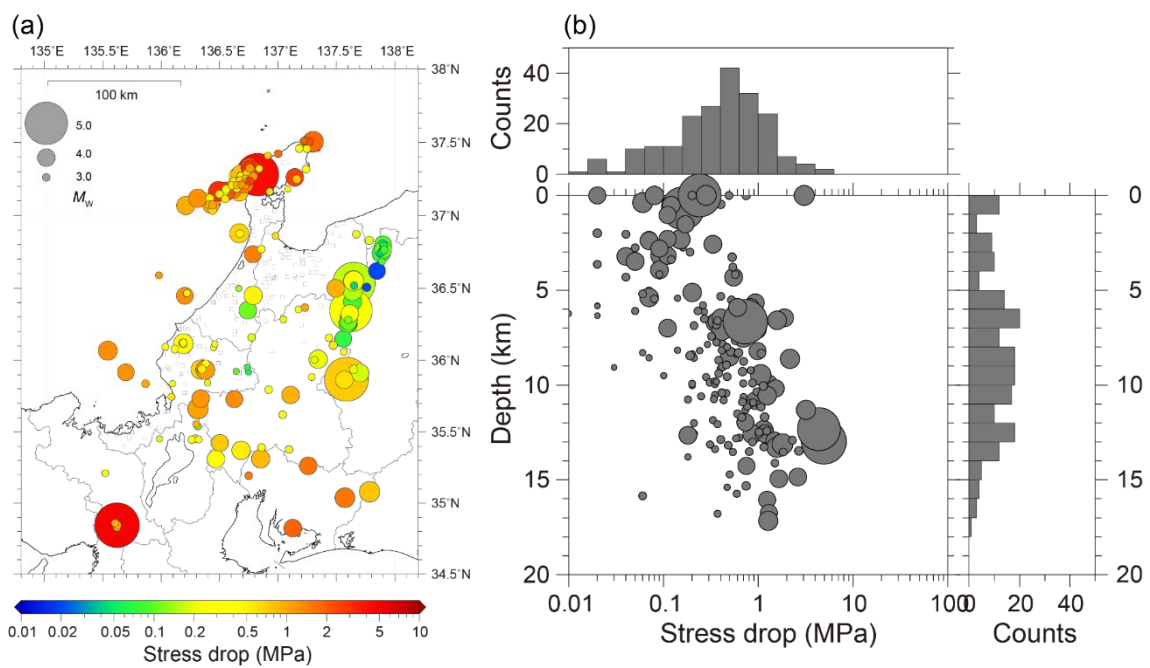 (a)
135°E 135.5°E 136°E 136.5°E 137°E 137.5°E 138°E
38°N
100 km
5.0
4.0
3.0
Mw
37.5°N
37°N
36.5°N
36°N
35.5°N
35°N
34.5°N
0.01 0.02 0.05 0.1 0.2 0.5 1 2 5 10
Stress drop (MPa)
(b)
Counts
40
20
0
0
5
10
15
20
Depth (km)
0.01 0.1 1 10 100
Stress drop (MPa)
0
5
10
15
20
0 20 40
Counts